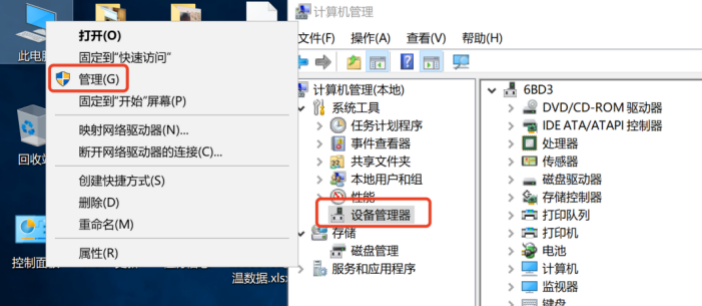 此电脑
回收站
控制面板
温数据.xlsx
打开(O)
固定到"快速访问"
管理(G)
固定到"开始"屏幕(P)
映射网络驱动器(N)...
断开网络驱动器的连接(C)...
创建快捷方式(S)
删除(D)
重命名(M)
属性(R)
计算机管理
文件(F) 操作(A) 查看(V) 帮助(H)
计算机管理(本地)
系统工具
任务计划程序
事件查看器
共享文件夹
本地用户和组
性能
设备管理器
存储
磁盘管理
服务和应用程序
6BD3
DVD/CD-ROM 驱动器
IDE ATA/ATAPI 控制器
处理器
传感器
磁盘驱动器
存储控制器
打印队列
打印机
电池
计算机
监视器
键盘